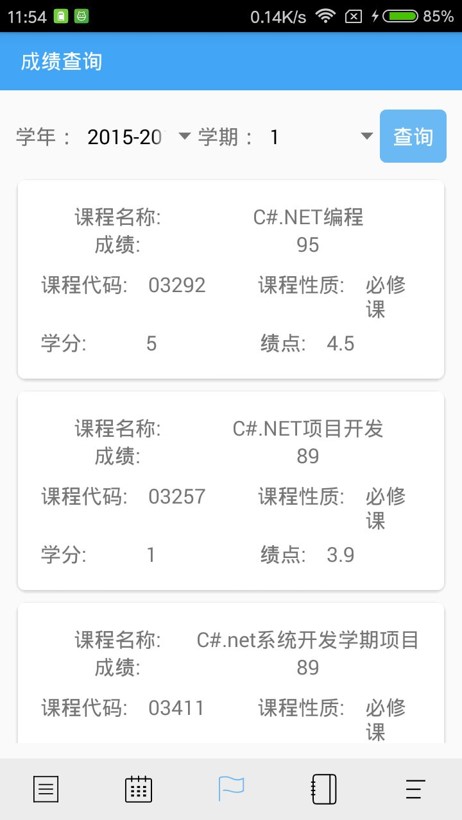 11:54 0.14K/s 85%
成绩查询
学年： 2015-20 学期： 1 查询
课程名称: C#.NET编程
成绩: 95
课程代码: 03292 课程性质: 必修
课
学分: 5 绩点: 4.5
课程名称: C#.NET项目开发
成绩: 89
课程代码: 03257 课程性质: 必修
课
学分: 1 绩点: 3.9
课程名称: C#.net系统开发学期项目
成绩: 89
课程代码: 03411 课程性质: 必修
课